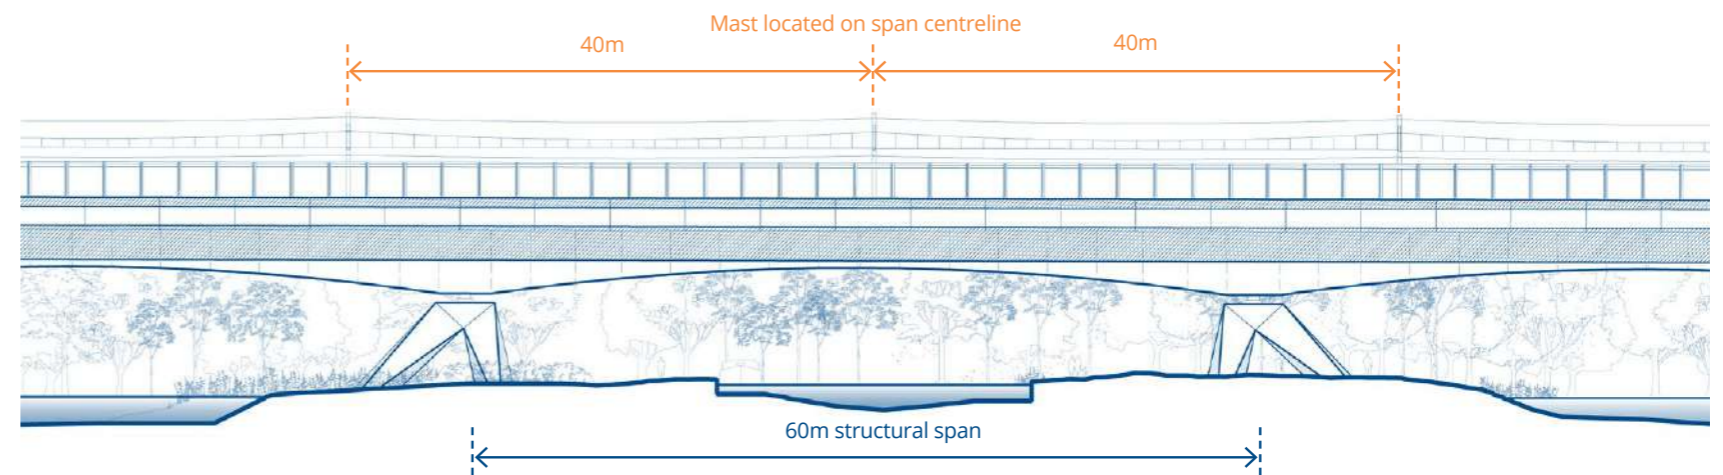 Mast located on span centreline
40m
40m
60m structural span